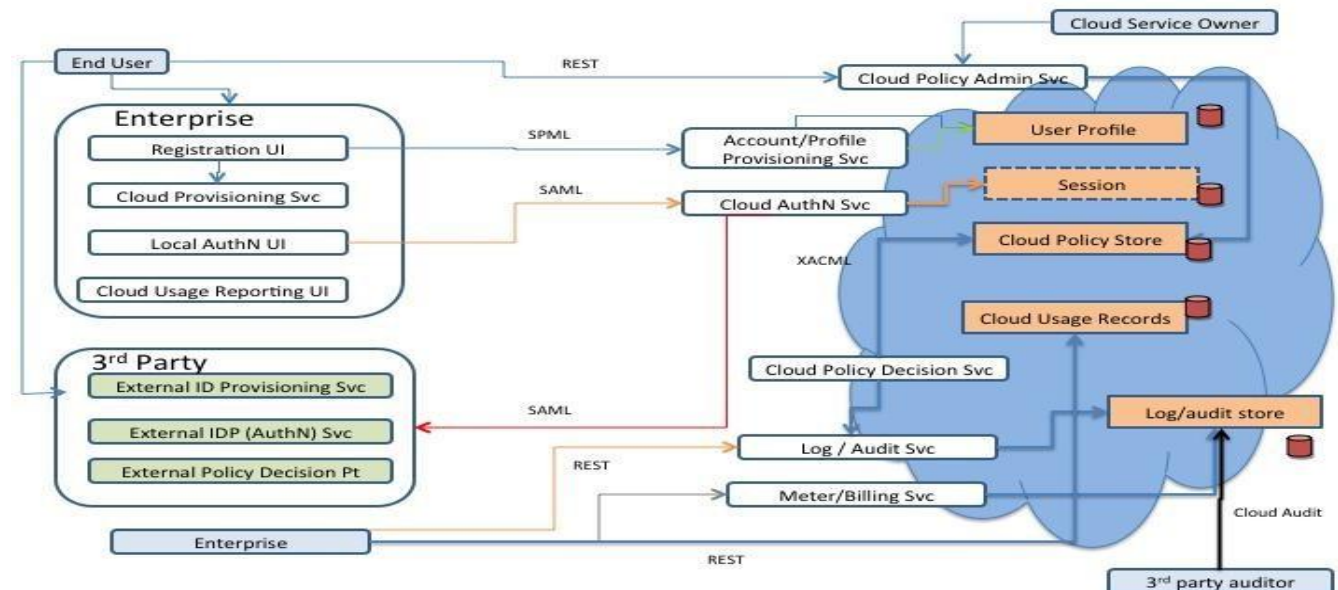 Cloud Service Owner
End User
REST
Cloud Policy Admin Svc
Enterprise
Registration UI
SPML
Account/Profile
Provisioning Svc
User Profile
Cloud Provisioning Svc
SAML
Cloud AuthN Svc
Session
Local AuthN UI
Cloud Policy Store
XACML
Cloud Usage Reporting UI
Cloud Usage Records
3rd Party
External ID Provisioning Svc
Cloud Policy Decision Svc
SAML
Log/audit store
External IDP (AuthN) Svc
Log / Audit Svc
External Policy Decision Pt
REST
Meter/Billing Svc
Cloud Audit
Enterprise
REST
3rd party auditor